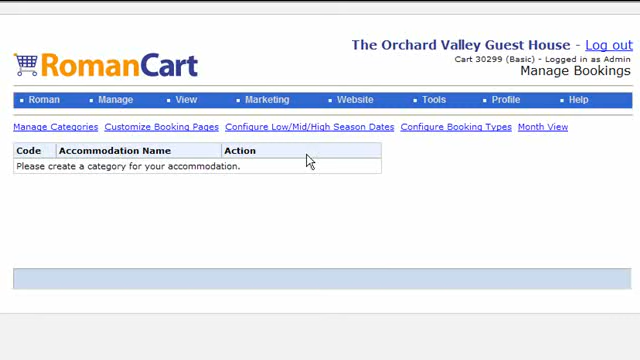 The Orchard Valley Guest House - Log out
RomanCart
Cart 30299 (Basic) - Logged in as Admin
Manage Bookings
Roman Manage View Marketing Website Tools Profile Help
Manage Categories Customize Booking Pages Configure Low/Mid/High Season Dates Configure Booking Types Month View
Code Accommodation Name Action
Please create a category for your accommodation.